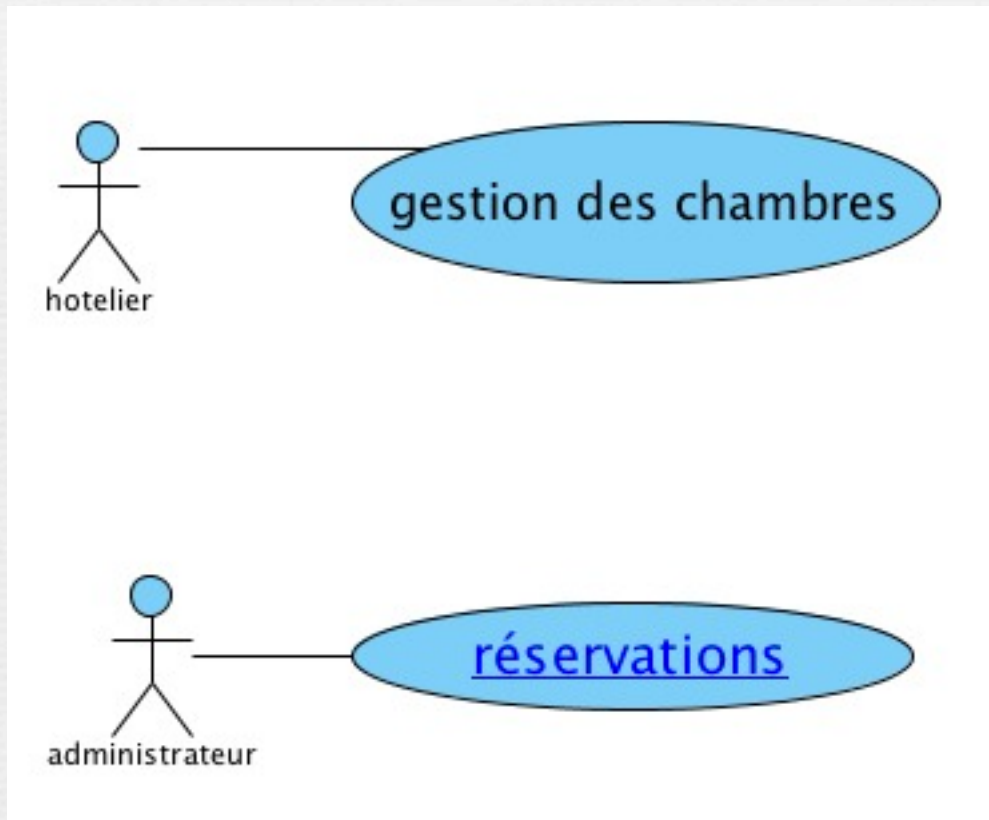 gestion des chambres
hotelier
réservations
administrateur